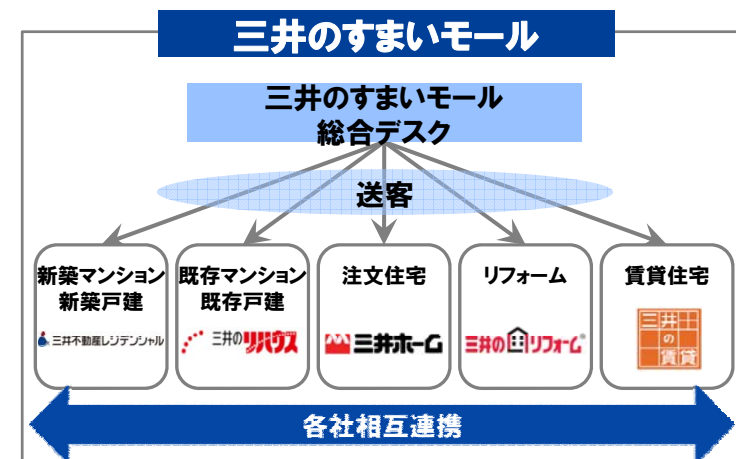 三井のすまいモール
三井のすまいモール
総合デスク
送客
新築マンション
新築戸建
三井不動産レジデンシャル
既存マンション
既存戸建
三井のリハウス
注文住宅
三井ホーム
リフォーム
三井のリフォーム
賃貸住宅
三井
の
賃貸
各社相互連携